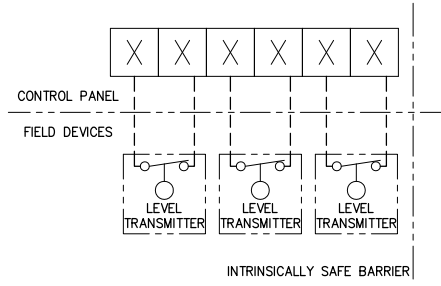 CONTROL PANEL
FIELD DEVICES
LEVEL
TRANSMITTER
LEVEL
TRANSMITTER
LEVEL
TRANSMITTER
INTRINSICALLY SAFE BARRIER